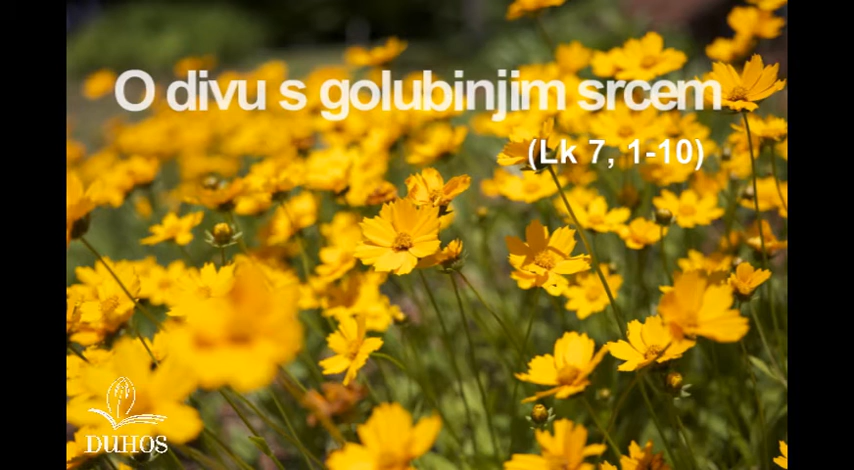 O divu s golubinjim srcem
(Lk 7, 1-10)
DUHOS